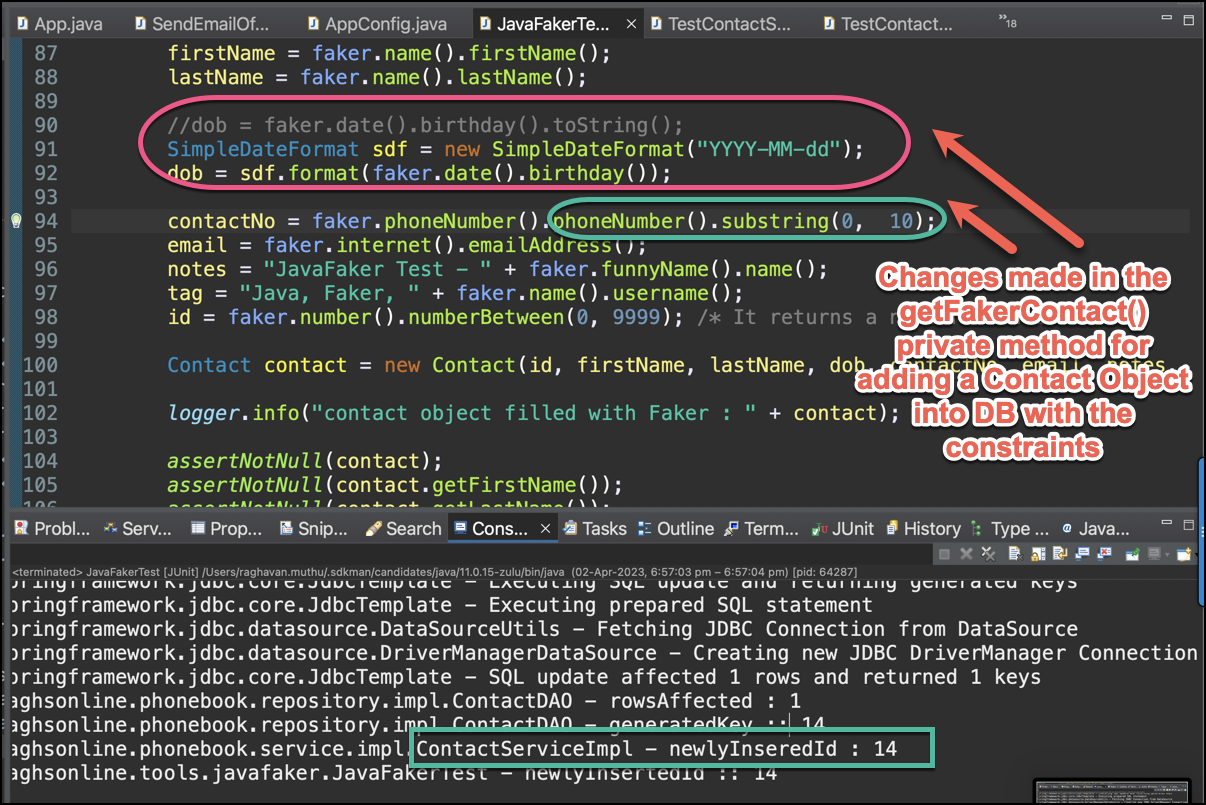 App.java SendEmailOf... AppConfig.java JavaFakerTe... TestContactS... TestContact... 18
87 firstName = faker.name().firstName();
88 lastName = faker.name().lastName();
89
90 //dob = faker.date().birthday().toString();
91 SimpleDateFormat sdf = new SimpleDateFormat("YYYY-MM-dd");
92 dob = sdf.format(faker.date().birthday());
93
94 contactNo = faker.phoneNumber().phoneNumber().substring(0, 10);
95 email = faker.internet().emailAddress();
96 notes = "JavaFaker Test - " + faker.funnyName().name();
97 tag = "Java, Faker, " + faker.name().username();
98 id = faker.number().numberBetween(0, 9999); /* It returns a
99
100 Contact contact = new Contact(id, firstName, lastName, dob, contactNo, email, notes,
101
102 logger.info("contact object filled with Faker : " + contact);
103
104 assertNotNull(contact);
105 assertNotNull(contact.getFirstName());
106 assertNotNull(contact.getLastName());
Changes made in the
getFakerContact()
private method for
adding a Contact Object
into DB with the
constraints
Probl... Serv... Prop... Snip... Search Cons... Tasks Outline Term... JUnit History Type ... Java...
<terminated> JavaFakerTest [JUnit] /Users/raghavan.muthu/.sdkman/candidates/java/11.0.15-zulu/bin/java (02-Apr-2023, 6:57:03 pm – 6:57:04 pm) [pid: 64287]
pringframework.jdbc.core.JdbcTemplate - Executing SQL update and returning generated keys
pringframework.jdbc.core.JdbcTemplate - Executing prepared SQL statement
pringframework.jdbc.datasource.DataSourceUtils - Fetching JDBC Connection from DataSource
pringframework.jdbc.datasource.DriverManagerDataSource - Creating new JDBC DriverManager Connection
pringframework.jdbc.core.JdbcTemplate - SQL update affected 1 rows and returned 1 keys
aghsonline.phonebook.repository.impl.ContactDAO - rowsAffected : 1
aghsonline.phonebook.repository.impl.ContactDAO - generatedKey :: 14
aghsonline.phonebook.service.impl.ContactServiceImpl - newlyInseredId : 14
aghsonline.tools.javafaker.JavaFakerTest - newlyInsertedId :: 14